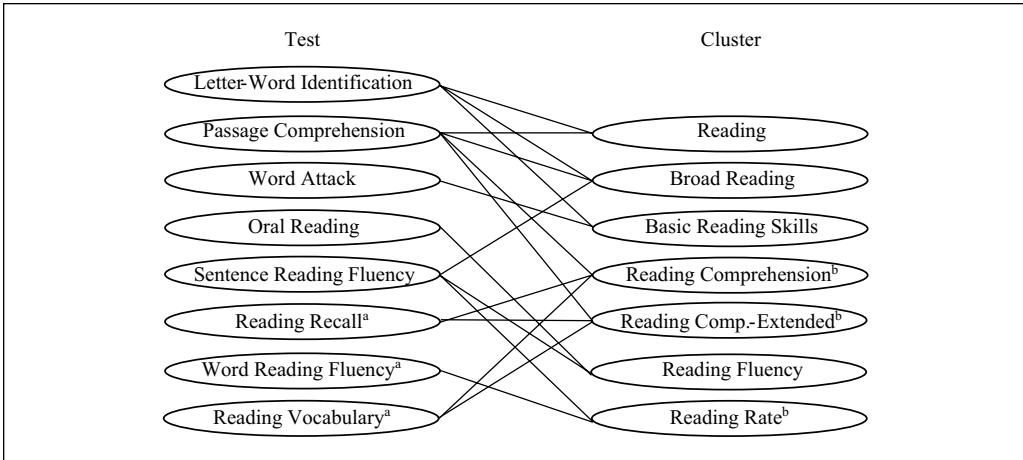 Test Cluster
Letter-Word Identification
Passage Comprehension Reading
Word Attack Broad Reading
Oral Reading Basic Reading Skills
Sentence Reading Fluency Reading Comprehensionᵇ
Reading Recallᵃ Reading Comp.-Extendedᵇ
Word Reading Fluencyᵃ Reading Fluency
Reading Vocabularyᵃ Reading Rateᵇ